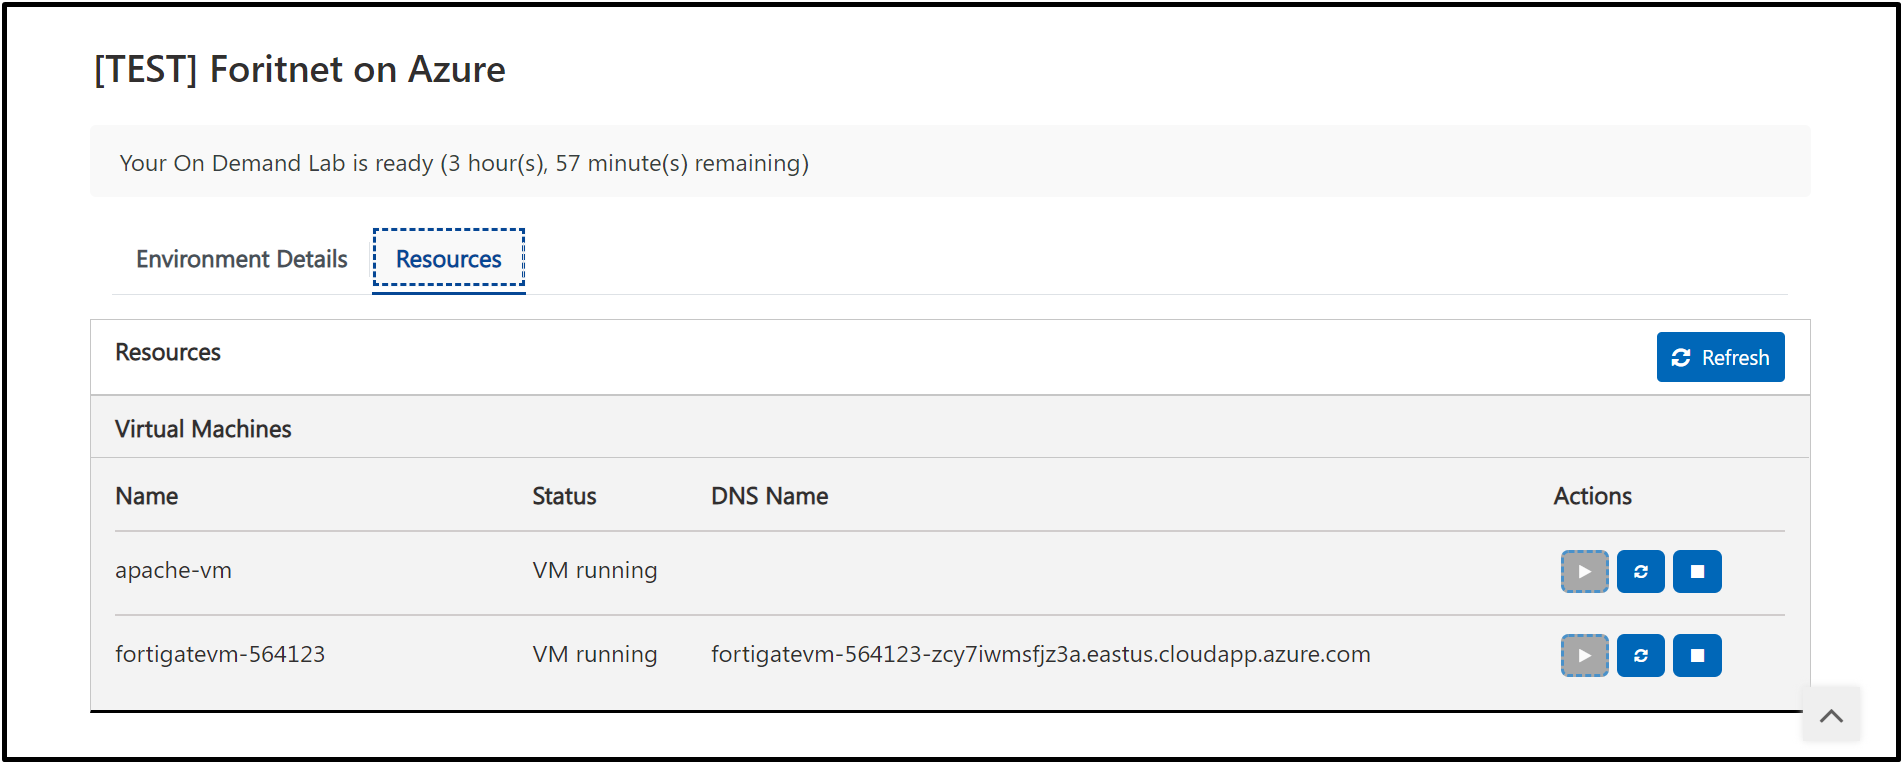 [TEST] Foritnet on Azure
Your On Demand Lab is ready (3 hour(s), 57 minute(s) remaining)
Environment Details Resources
Resources Refresh
Virtual Machines
Name Status DNS Name Actions
apache-vm VM running
fortigatevm-564123 VM running fortigatevm-564123-zcy7iwmsfjz3a.eastus.cloudapp.azure.com